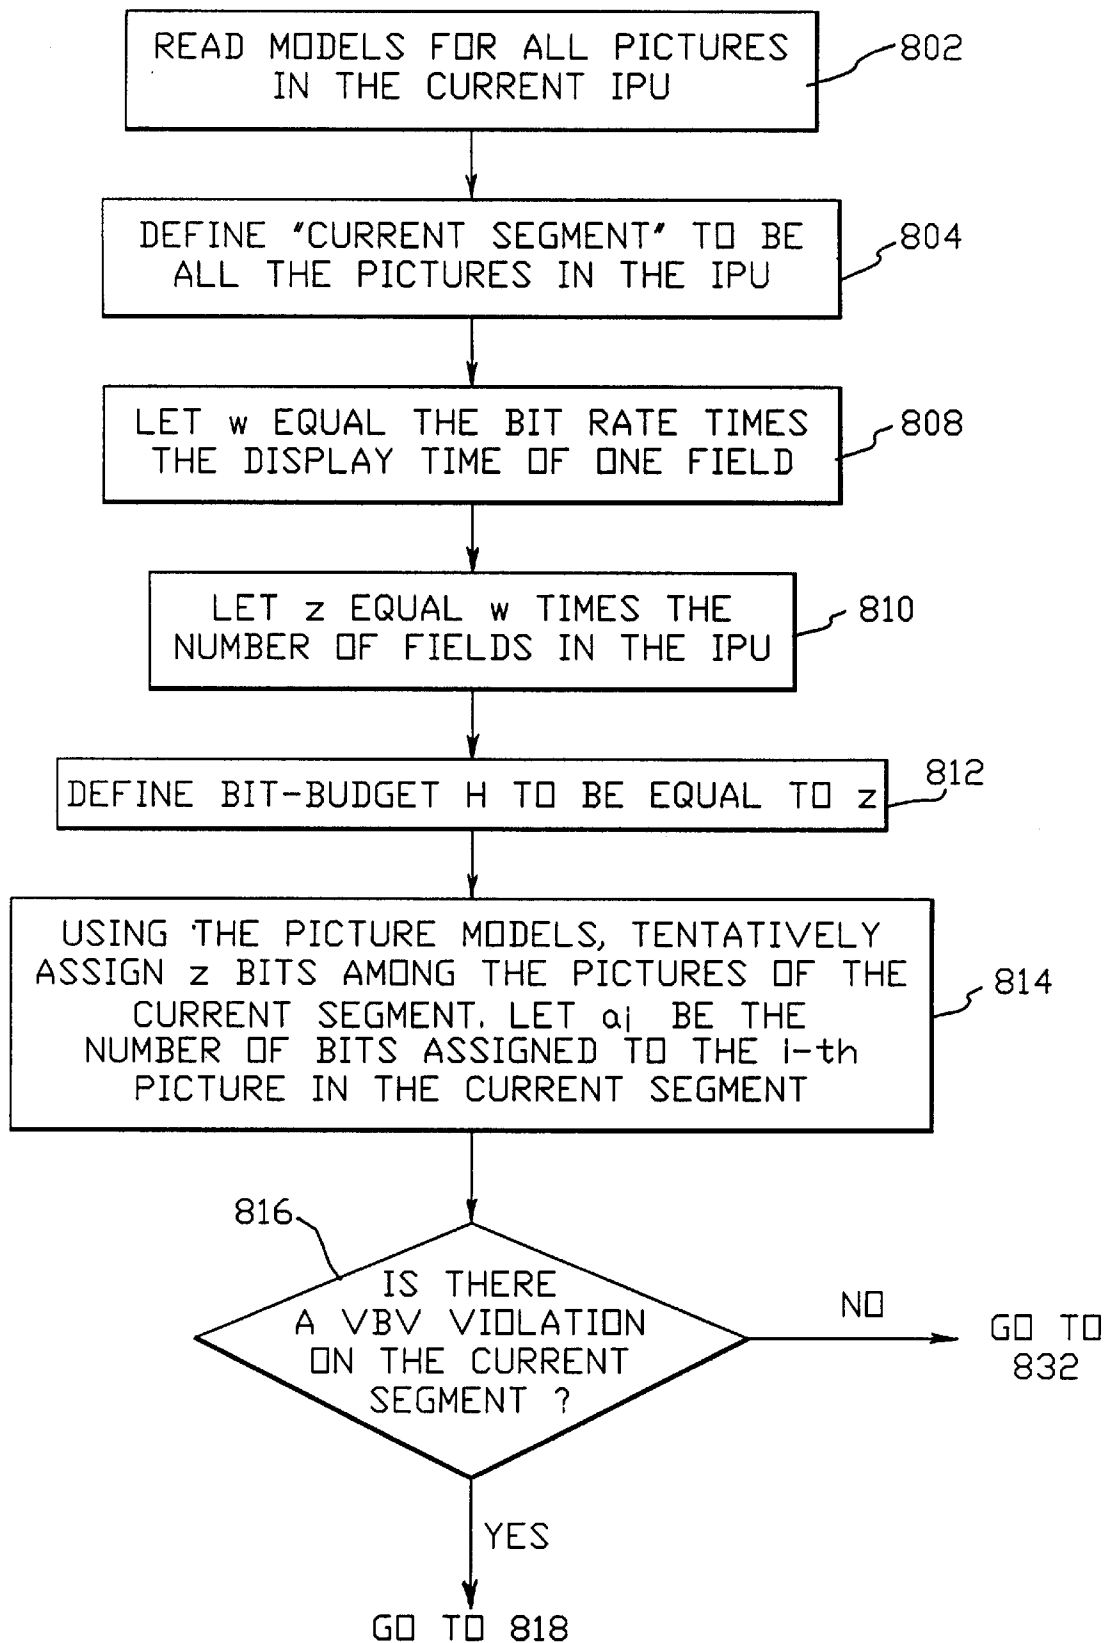 READ MODELS FOR ALL PICTURES
IN THE CURRENT IPU
802
DEFINE "CURRENT SEGMENT" TO BE
ALL THE PICTURES IN THE IPU
804
LET w EQUAL THE BIT RATE TIMES
THE DISPLAY TIME OF ONE FIELD
808
LET z EQUAL w TIMES THE
NUMBER OF FIELDS IN THE IPU
810
DEFINE BIT-BUDGET H TO BE EQUAL TO z
812
USING THE PICTURE MODELS, TENTATIVELY
ASSIGN z BITS AMONG THE PICTURES OF THE
CURRENT SEGMENT. LET ai BE THE
NUMBER OF BITS ASSIGNED TO THE i-th
PICTURE IN THE CURRENT SEGMENT
814
816
IS THERE
A VBV VIOLATION
ON THE CURRENT
SEGMENT ?
NO
GO TO
832
YES
GO TO 818